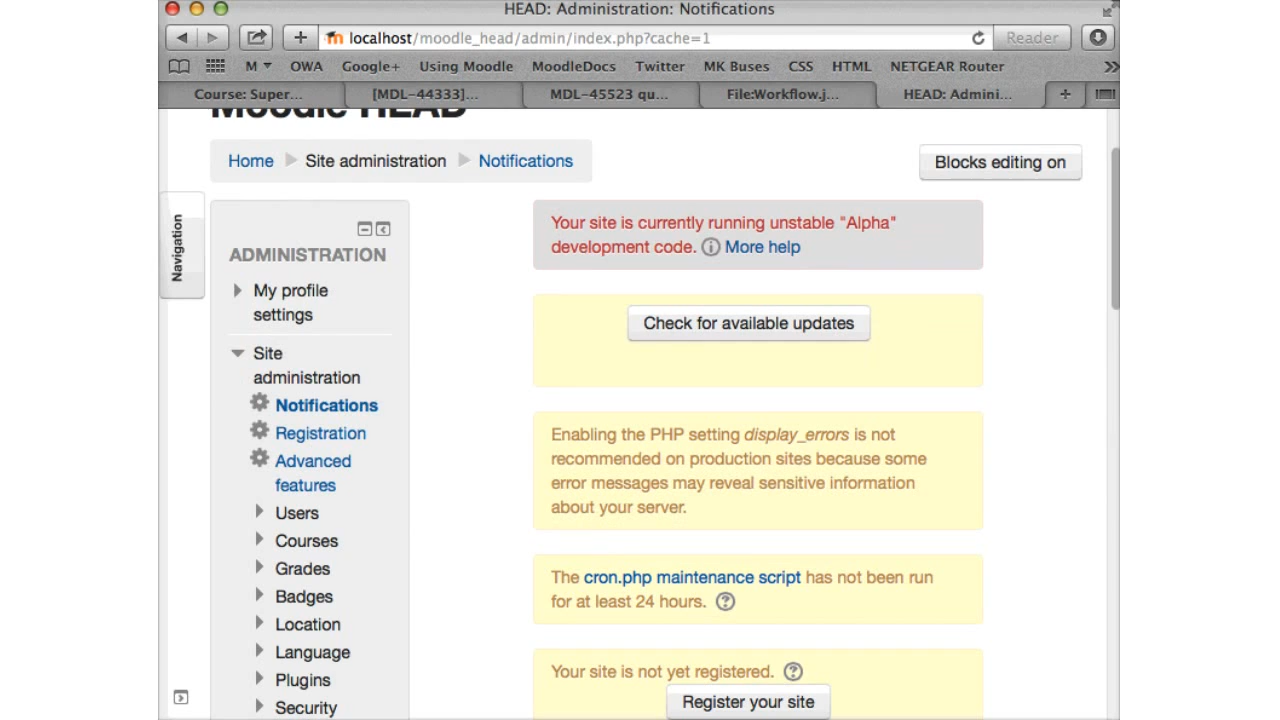 HEAD: Administration: Notifications
localhost/moodle_head/admin/index.php?cache=1
Reader
M OWA Google+ Using Moodle MoodleDocs Twitter MK Buses CSS HTML NETGEAR Router
Course: Super... [MDL-44333]... MDL-45523 qu... File:Workflow.j... HEAD: Admini...
Moodle HEAD
Home Site administration Notifications
Blocks editing on
Navigation
ADMINISTRATION
My profile
settings
Site
administration
Notifications
Registration
Advanced
features
Users
Courses
Grades
Badges
Location
Language
Plugins
Security
Your site is currently running unstable "Alpha"
development code. More help
Check for available updates
Enabling the PHP setting display_errors is not
recommended on production sites because some
error messages may reveal sensitive information
about your server.
The cron.php maintenance script has not been run
for at least 24 hours.
Your site is not yet registered.
Register your site